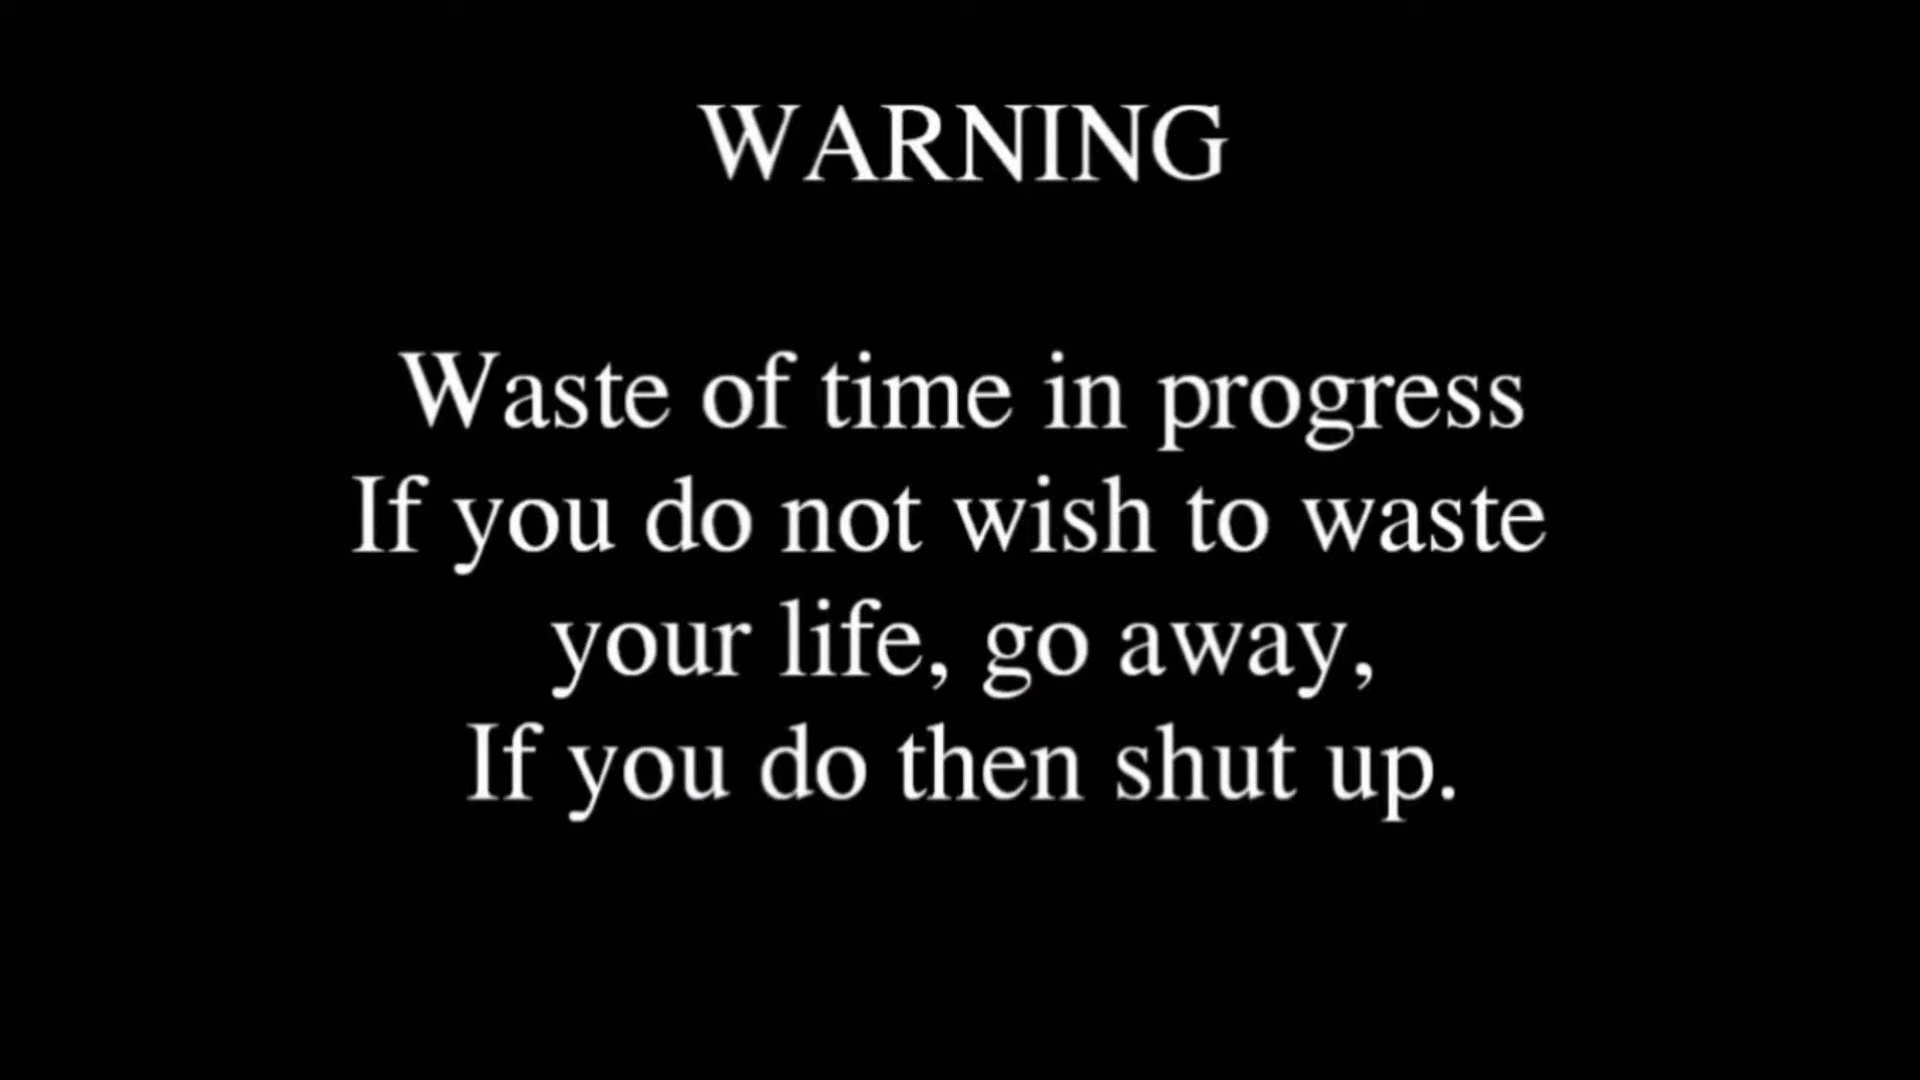 WARNING
Waste of time in progress
If you do not wish to waste
your life, go away,
If you do then shut up.